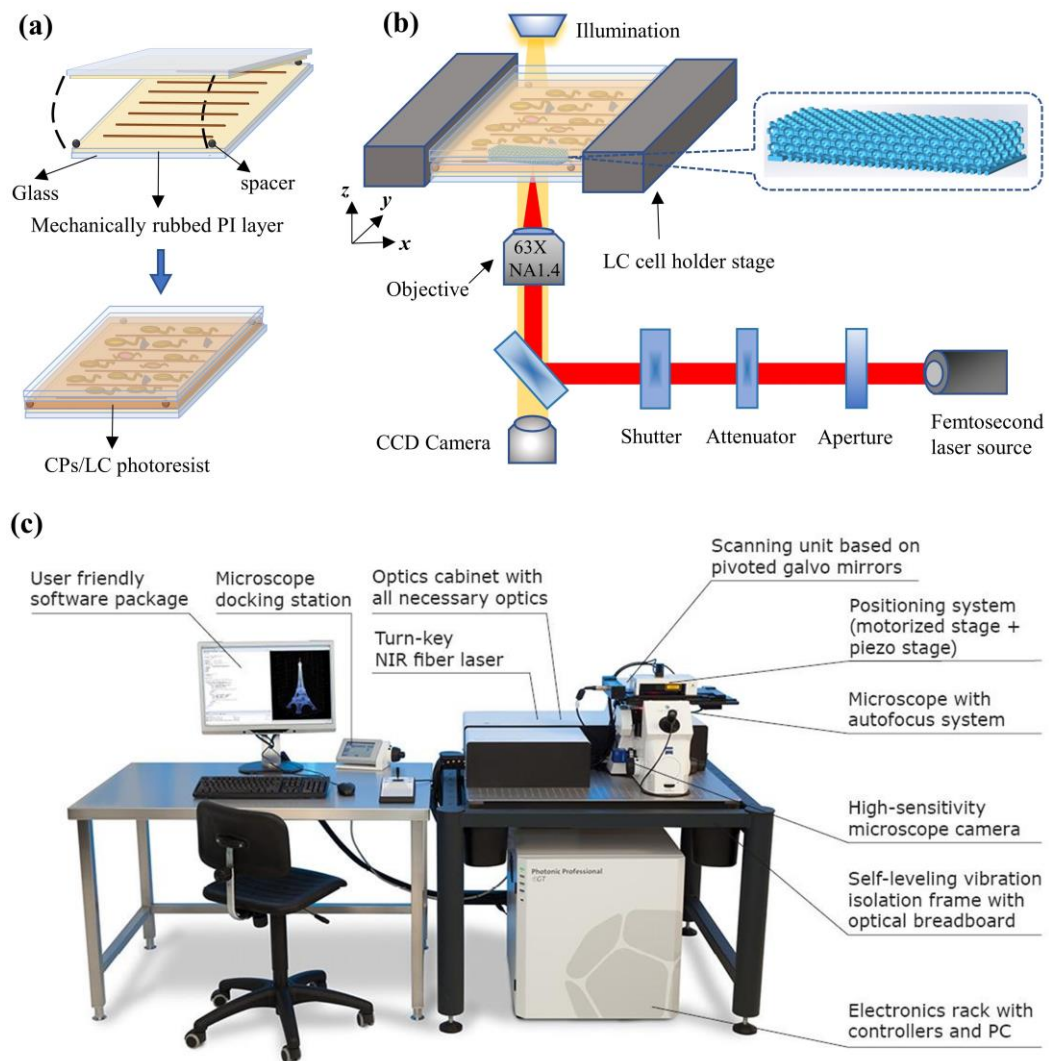 (a)
Glass
spacer
Mechanically rubbed PI layer
CPs/LC photoresist
(b)
Illumination
z
y
x
63X
NA1.4
Objective
LC cell holder stage
CCD Camera
Shutter
Attenuator
Aperture
Femtosecond
laser source
(c)
User friendly
software package
Microscope
docking station
Optics cabinet with
all necessary optics
Turn-key
NIR fiber laser
Scanning unit based on
pivoted galvo mirrors
Positioning system
(motorized stage +
piezo stage)
Microscope with
autofocus system
High-sensitivity
microscope camera
Self-leveling vibration
isolation frame with
optical breadboard
Electronics rack with
controllers and PC
Photonic Professional
GT